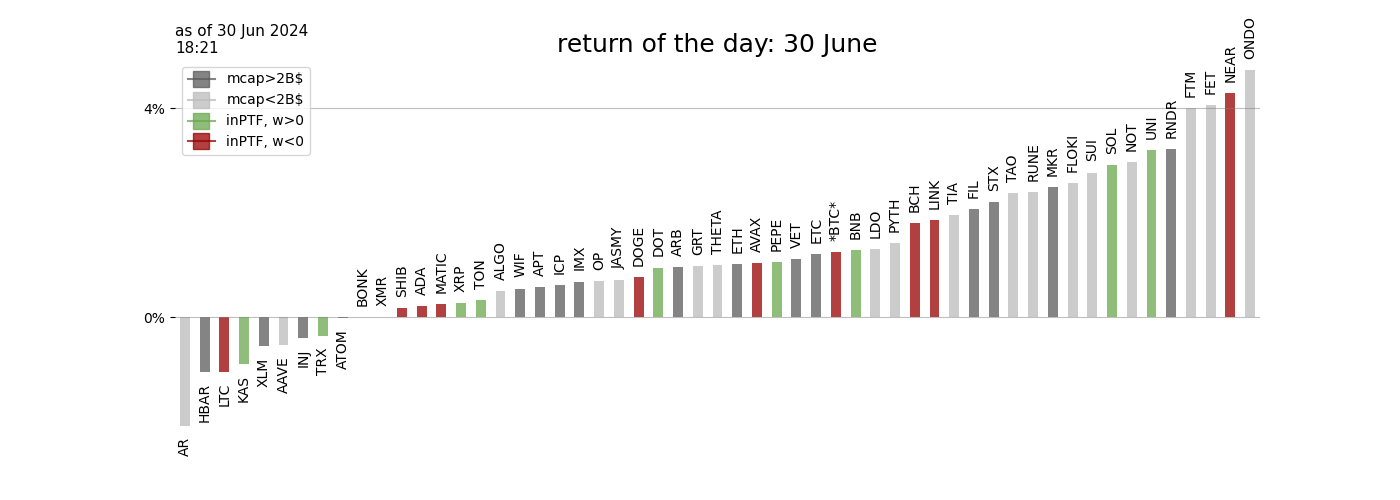 as of 30 Jun 2024
18:21
return of the day: 30 June
mcap>2B$
mcap<2B$
inPTF, w>0
inPTF, w<0
4%
0%
AR
HBAR
LTC
KAS
XLM
AAVE
INJ
TRX
ATOM
BONK
XMR
SHIB
ADA
MATIC
XRP
TON
ALGO
WIF
APT
ICP
IMX
OP
JASMY
DOGE
DOT
ARB
GRT
THETA
ETH
AVAX
PEPE
VET
ETC
*BTC*
BNB
LDO
PYTH
BCH
LINK
TIA
FIL
STX
TAO
RUNE
MKR
FLOKI
SUI
SOL
NOT
UNI
RNDR
FTM
FET
NEAR
ONDO